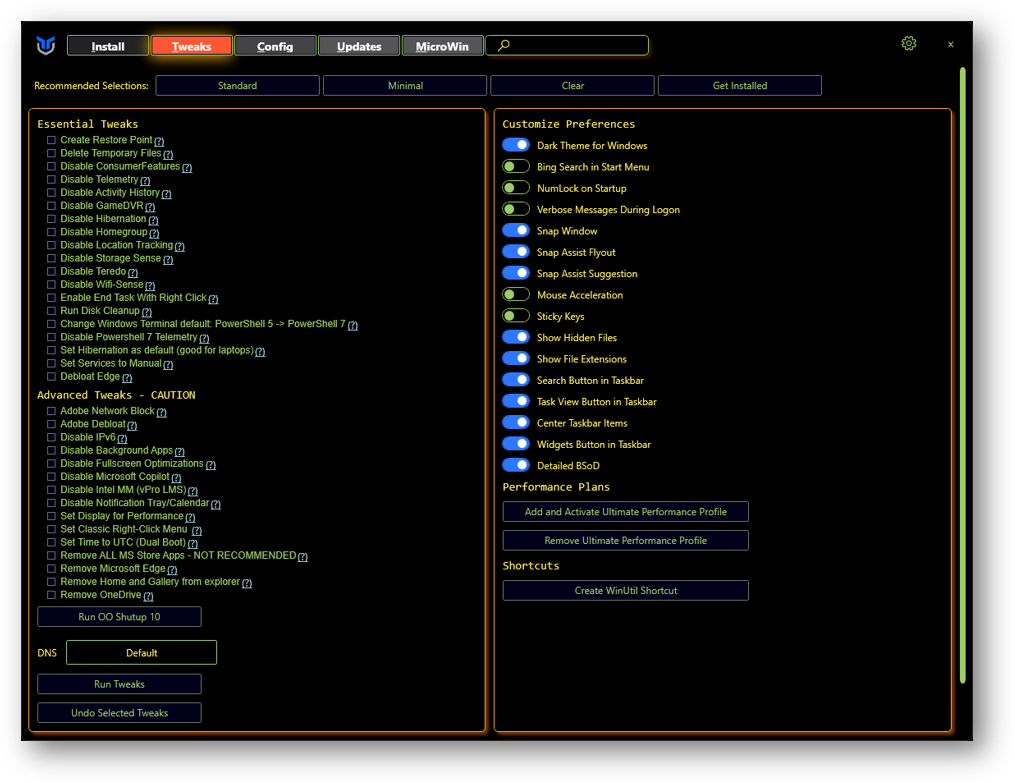 Install
Tweaks
Config
Updates
MicroWin
x
Recommended Selections:
Standard
Minimal
Clear
Get Installed
Essential Tweaks
Create Restore Point (?)
Delete Temporary Files (?)
Disable ConsumerFeatures (?)
Disable Telemetry (?)
Disable Activity History (?)
Disable GameDVR (?)
Disable Hibernation (?)
Disable Homegroup (?)
Disable Location Tracking (?)
Disable Storage Sense (?)
Disable Teredo (?)
Disable Wifi-Sense (?)
Enable End Task With Right Click (?)
Run Disk Cleanup (?)
Change Windows Terminal default: PowerShell 5 -> PowerShell 7 (?)
Disable Powershell 7 Telemetry (?)
Set Hibernation as default (good for laptops) (?)
Set Services to Manual (?)
Debloat Edge (?)
Advanced Tweaks - CAUTION
Adobe Network Block (?)
Adobe Debloat (?)
Disable IPv6 (?)
Disable Background Apps (?)
Disable Fullscreen Optimizations (?)
Disable Microsoft Copilot (?)
Disable Intel MM (vPro LMS) (?)
Disable Notification Tray/Calendar (?)
Set Display for Performance (?)
Set Classic Right-Click Menu (?)
Set Time to UTC (Dual Boot) (?)
Remove ALL MS Store Apps - NOT RECOMMENDED (?)
Remove Microsoft Edge (?)
Remove Home and Gallery from explorer (?)
Remove OneDrive (?)
Run OO Shutup 10
DNS
Default
Run Tweaks
Undo Selected Tweaks
Customize Preferences
Dark Theme for Windows
Bing Search in Start Menu
NumLock on Startup
Verbose Messages During Logon
Snap Window
Snap Assist Flyout
Snap Assist Suggestion
Mouse Acceleration
Sticky Keys
Show Hidden Files
Show File Extensions
Search Button in Taskbar
Task View Button in Taskbar
Center Taskbar Items
Widgets Button in Taskbar
Detailed BSoD
Performance Plans
Add and Activate Ultimate Performance Profile
Remove Ultimate Performance Profile
Shortcuts
Create WinUtil Shortcut